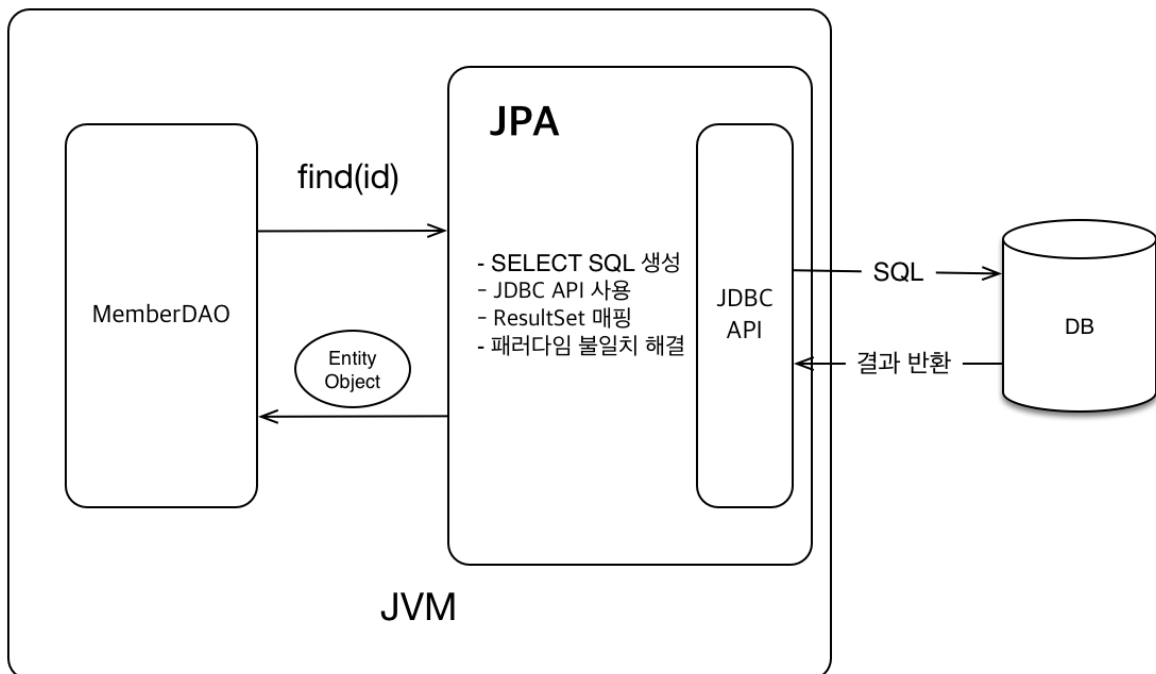 JPA
find(id)
MemberDAO
Entity
Object
- SELECT SQL 생성
- JDBC API 사용
- ResultSet 매핑
- 패러다임 불일치 해결
JDBC
API
SQL
결과 반환
DB
JVM